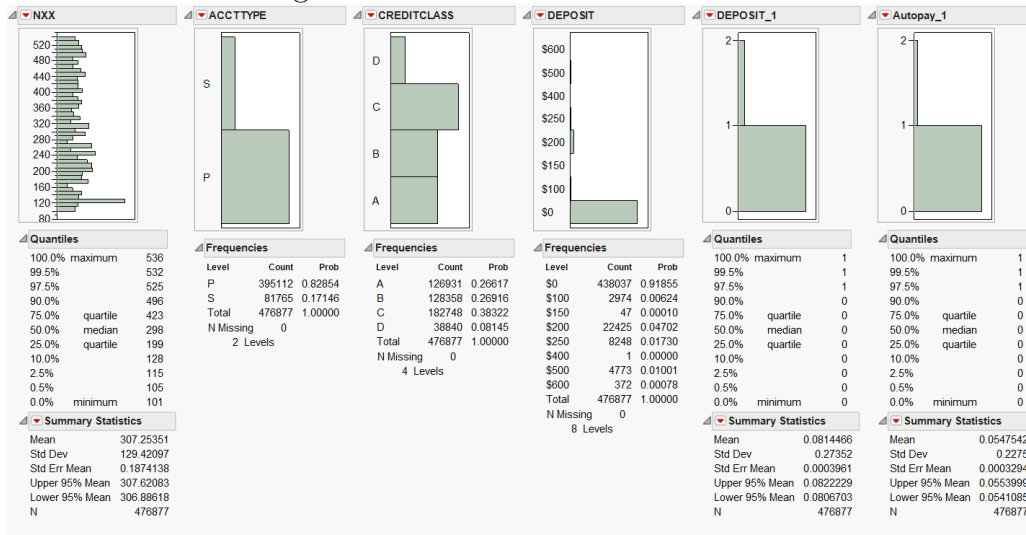 NXX
520
480
440
400
360
320
280
240
200
160
120
80
Quantiles
100.0% maximum 536
99.5% 532
97.5% 525
90.0% 496
75.0% quartile 423
50.0% median 298
25.0% quartile 199
10.0% 128
2.5% 115
0.5% 105
0.0% minimum 101
Summary Statistics
Mean 307.25351
Std Dev 129.42097
Std Err Mean 0.1874138
Upper 95% Mean 307.62083
Lower 95% Mean 306.88618
N 476877
ACCTTYPE
S
P
Frequencies
Level Count Prob
P 395112 0.82854
S 81765 0.17146
Total 476877 1.00000
N Missing 0
2 Levels
CREDITCLASS
D
C
B
A
Frequencies
Level Count Prob
A 126931 0.26617
B 128358 0.26916
C 182748 0.38322
D 38840 0.08145
Total 476877 1.00000
N Missing 0
4 Levels
DEPOSIT
$600
$500
$400
$250
$200
$150
$100
$0
Frequencies
Level Count Prob
$0 438037 0.91855
$100 2974 0.00624
$150 47 0.00010
$200 22425 0.04702
$250 8248 0.01730
$400 1 0.00000
$500 4773 0.01001
$600 372 0.00078
Total 476877 1.00000
N Missing 0
8 Levels
DEPOSIT_1
2
1
0
Quantiles
100.0% maximum 1
99.5% 1
97.5% 1
90.0% 0
75.0% quartile 0
50.0% median 0
25.0% quartile 0
10.0% 0
2.5% 0
0.5% 0
0.0% minimum 0
Summary Statistics
Mean 0.0814466
Std Dev 0.27352
Std Err Mean 0.0003961
Upper 95% Mean 0.0822229
Lower 95% Mean 0.0806703
N 476877
Autopay_1
2
1
0
Quantiles
100.0% maximum 1
99.5% 1
97.5% 1
90.0% 0
75.0% quartile 0
50.0% median 0
25.0% quartile 0
10.0% 0
2.5% 0
0.5% 0
0.0% minimum 0
Summary Statistics
Mean 0.0547542
Std Dev 0.2275
Std Err Mean 0.0003294
Upper 95% Mean 0.0553999
Lower 95% Mean 0.0541085
N 476877